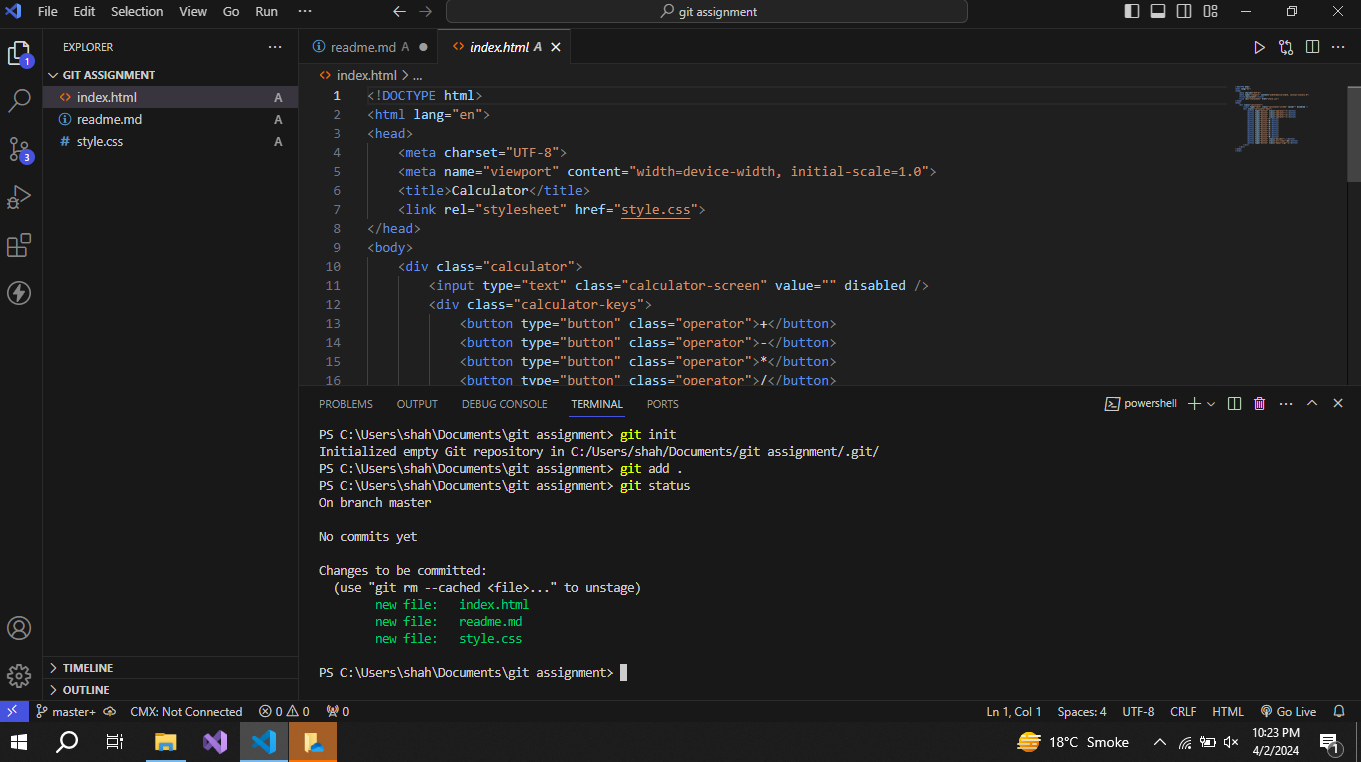 File Edit Selection View Go Run ··· git assignment
EXPLORER ···
GIT ASSIGNMENT
index.html A
readme.md A
style.css A
1
3
TIMELINE
OUTLINE
readme.md A ● index.html A
index.html > ...
1 <!DOCTYPE html>
2 <html lang="en">
3 <head>
4 <meta charset="UTF-8">
5 <meta name="viewport" content="width=device-width, initial-scale=1.0">
6 <title>Calculator</title>
7 <link rel="stylesheet" href="style.css">
8 </head>
9 <body>
10 <div class="calculator">
11 <input type="text" class="calculator-screen" value="" disabled />
12 <div class="calculator-keys">
13 <button type="button" class="operator">+</button>
14 <button type="button" class="operator">-</button>
15 <button type="button" class="operator">*</button>
16 <button type="button" class="operator">/</button>
PROBLEMS OUTPUT DEBUG CONSOLE TERMINAL PORTS powershell
PS C:\Users\shah\Documents\git assignment> git init
Initialized empty Git repository in C:/Users/shah/Documents/git assignment/.git/
PS C:\Users\shah\Documents\git assignment> git add .
PS C:\Users\shah\Documents\git assignment> git status
On branch master
No commits yet
Changes to be committed:
(use "git rm --cached <file>..." to unstage)
new file: index.html
new file: readme.md
new file: style.css
PS C:\Users\shah\Documents\git assignment>
master+ CMX: Not Connected 0 0 0 Ln 1, Col 1 Spaces: 4 UTF-8 CRLF HTML Go Live
18°C Smoke 10:23 PM
4/2/2024
1